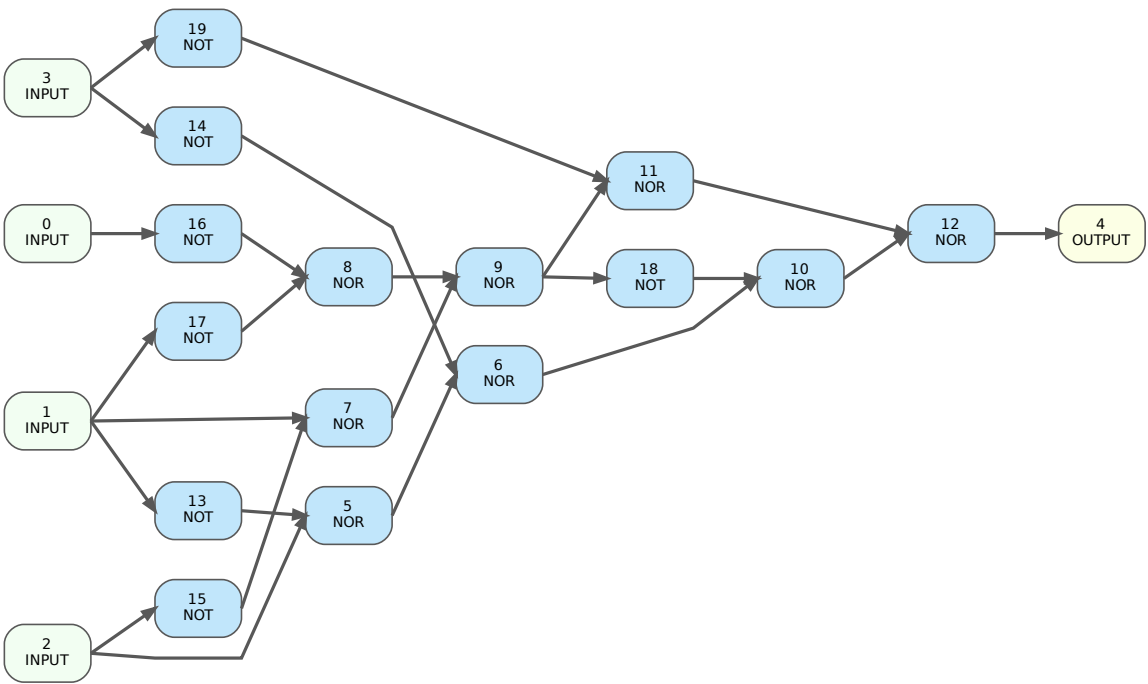 19
NOT
3
INPUT
14
NOT
11
NOR
0
INPUT
16
NOT
12
NOR
4
OUTPUT
8
NOR
9
NOR
18
NOT
10
NOR
17
NOT
6
NOR
1
INPUT
7
NOR
13
NOT
5
NOR
15
NOT
2
INPUT